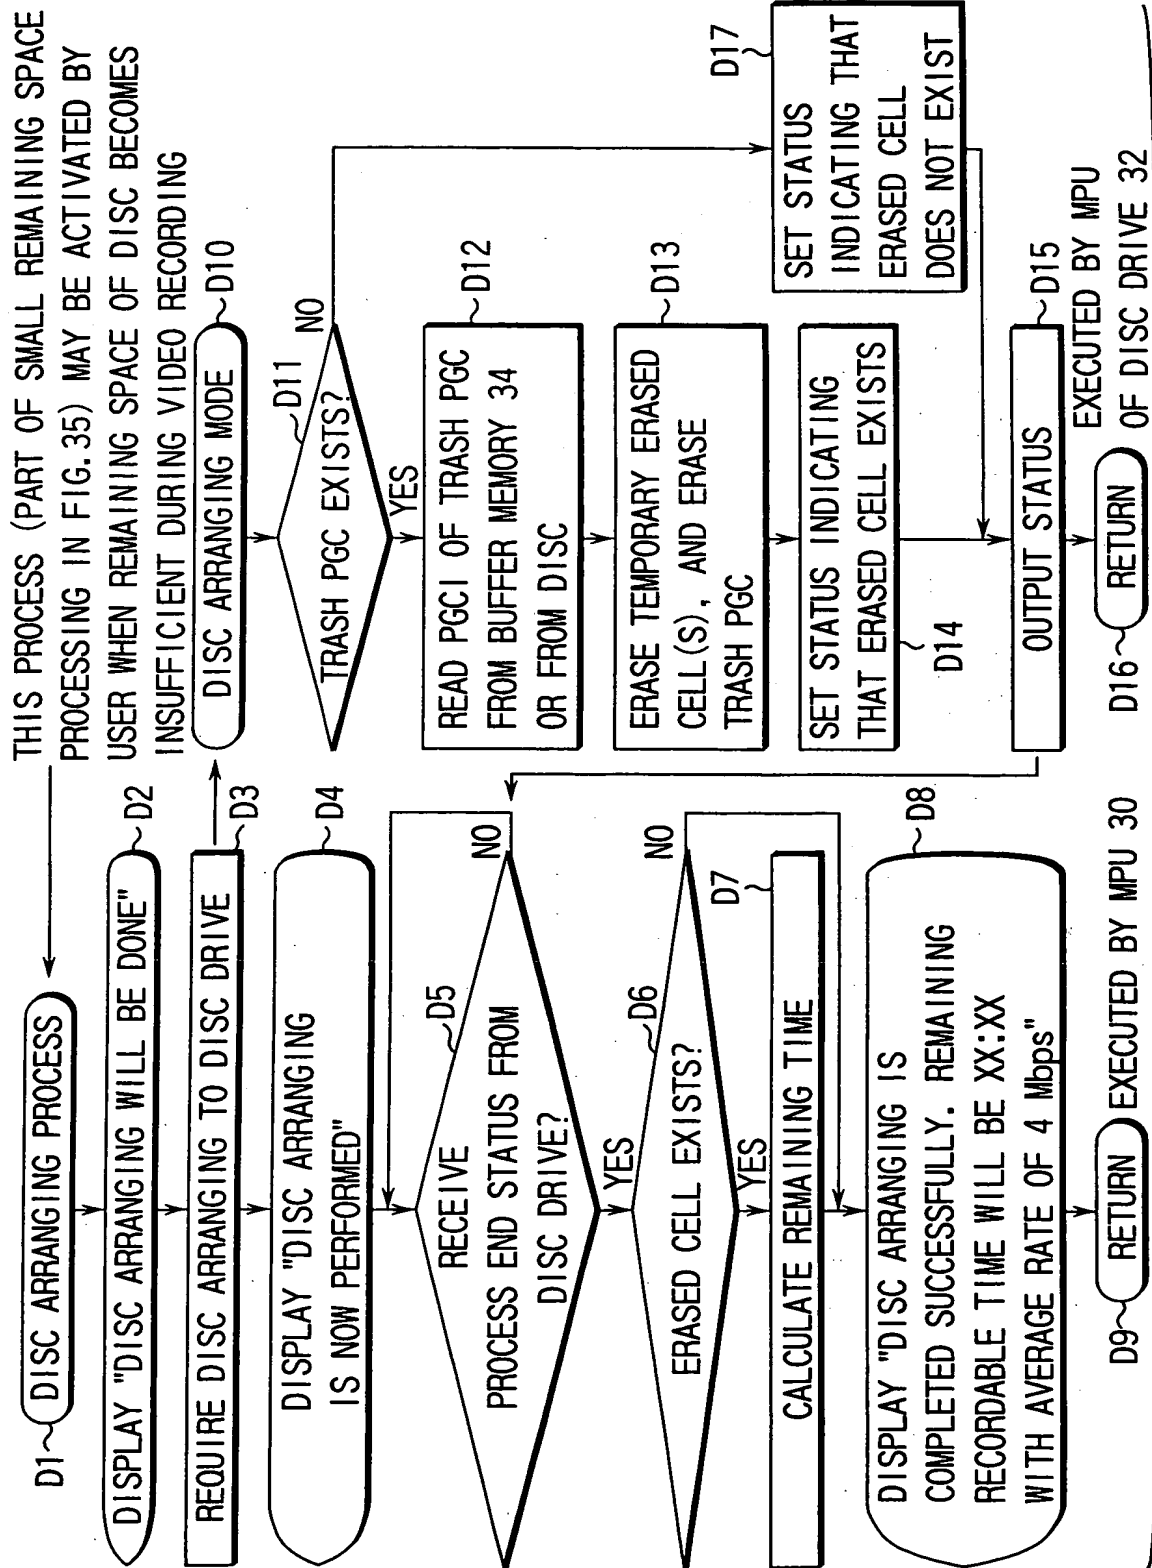 THIS PROCESS (PART OF SMALL REMAINING SPACE
PROCESSING IN FIG.35) MAY BE ACTIVATED BY
USER WHEN REMAINING SPACE OF DISC BECOMES
INSUFFICIENT DURING VIDEO RECORDING
D1
DISC ARRANGING PROCESS
DISPLAY "DISC ARRANGING WILL BE DONE"
D2
REQUIRE DISC ARRANGING TO DISC DRIVE
D3
DISPLAY "DISC ARRANGING
IS NOW PERFORMED"
D4
RECEIVE
PROCESS END STATUS FROM
DISC DRIVE?
D5
NO
YES
ERASED CELL EXISTS?
D6
NO
YES
CALCULATE REMAINING TIME
D7
DISPLAY "DISC ARRANGING IS
COMPLETED SUCCESSFULLY. REMAINING
RECORDABLE TIME WILL BE XX:XX
WITH AVERAGE RATE OF 4 Mbps"
D8
D9
RETURN
EXECUTED BY MPU 30
DISC ARRANGING MODE
D10
TRASH PGC EXISTS?
D11
NO
YES
READ PGCI OF TRASH PGC
FROM BUFFER MEMORY 34
OR FROM DISC
D12
ERASE TEMPORARY ERASED
CELL(S), AND ERASE
TRASH PGC
D13
SET STATUS INDICATING
THAT ERASED CELL EXISTS
D14
SET STATUS
INDICATING THAT
ERASED CELL
DOES NOT EXIST
D17
OUTPUT STATUS
D15
D16
RETURN
EXECUTED BY MPU
OF DISC DRIVE 32